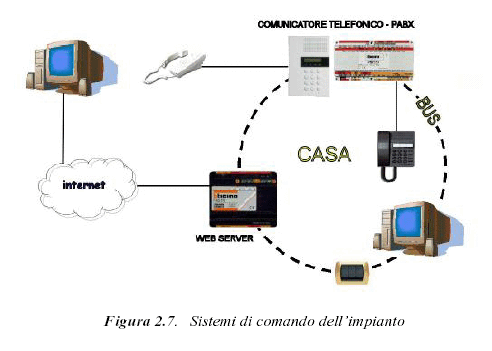 COMUNICATORE TELEFONICO - PABX
BUS
CASA
internet
WEB SERVER
Figura 2.7. Sistemi di comando dell'impianto